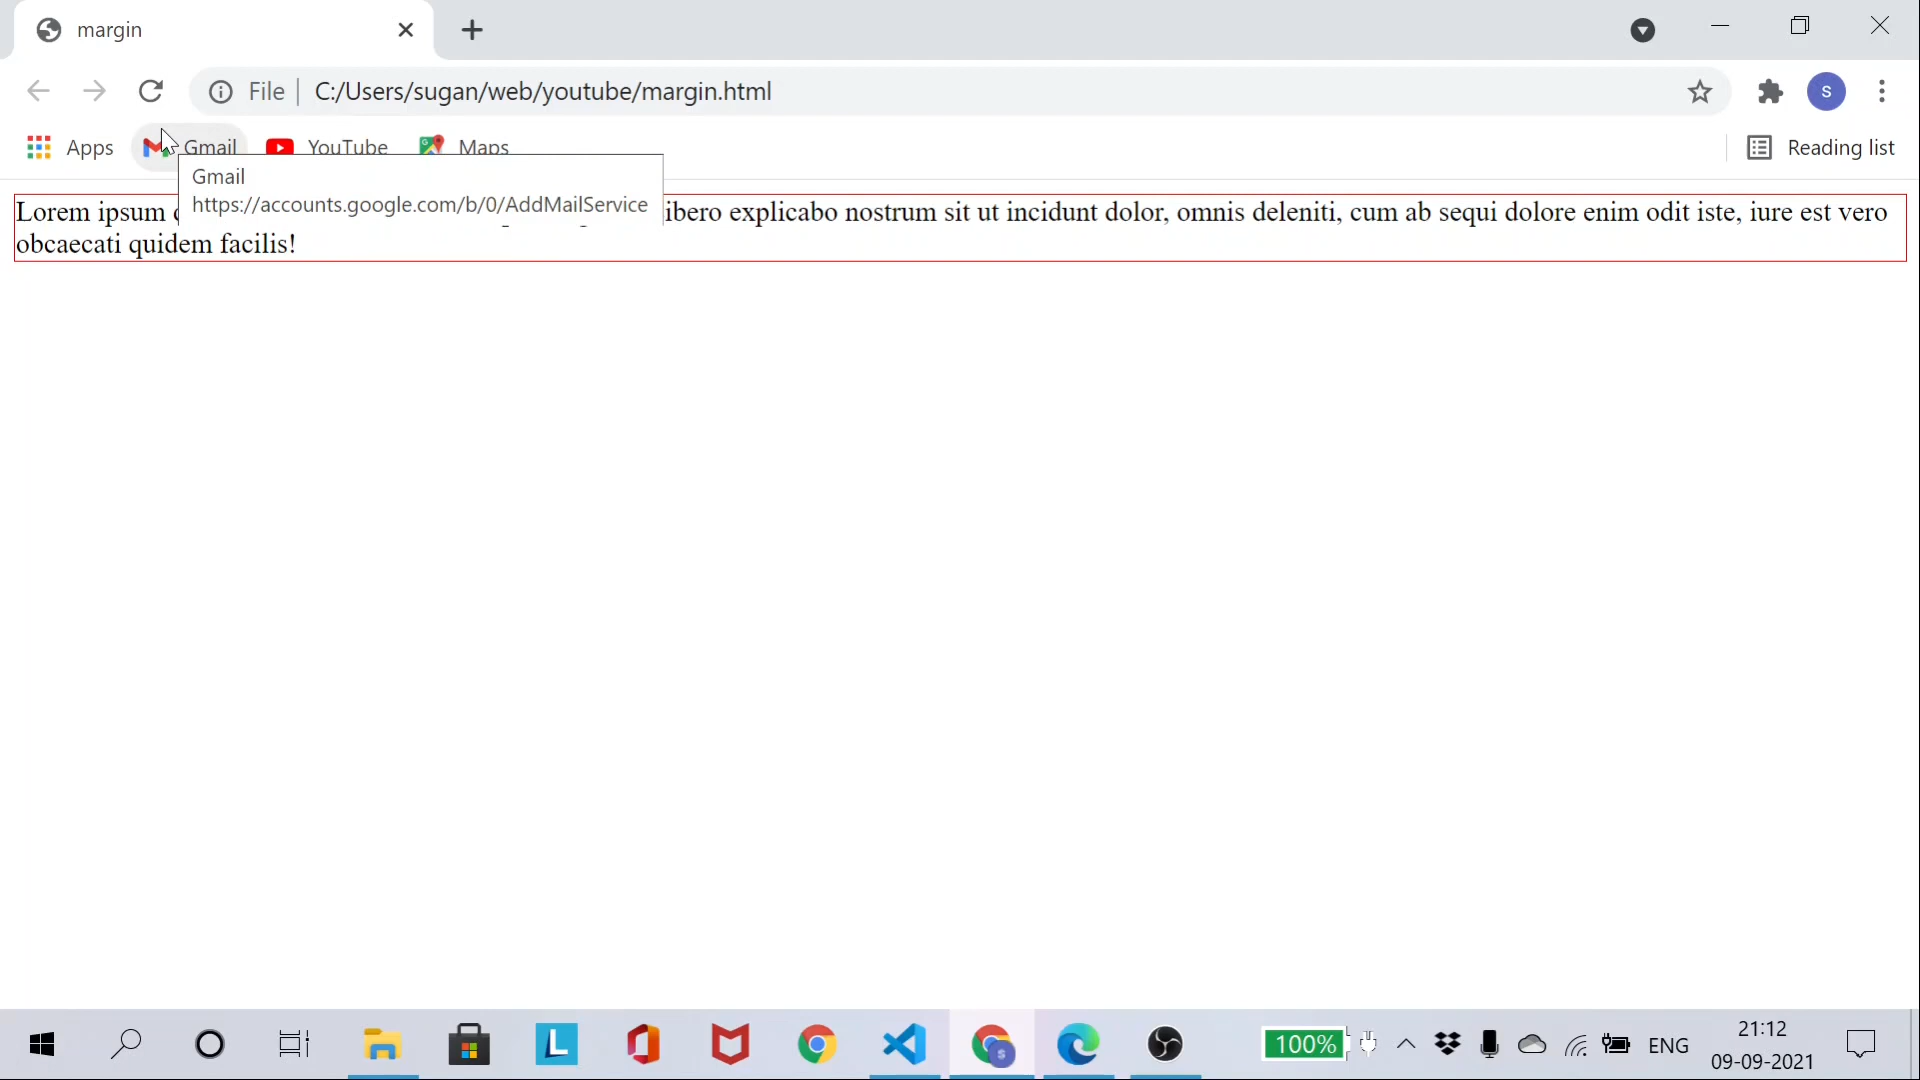 margin
File
C:/Users/sugan/web/youtube/margin.html
S
Apps
Gmail
YouTube
Maps
Reading list
Gmail
https://accounts.google.com/b/0/AddMailService
Lorem ipsum ibero explicabo nostrum sit ut incidunt dolor, omnis deleniti, cum ab sequi dolore enim odit iste, iure est vero
obcaecati quidem facilis!
L
S
100%
ENG
21:12
09-09-2021